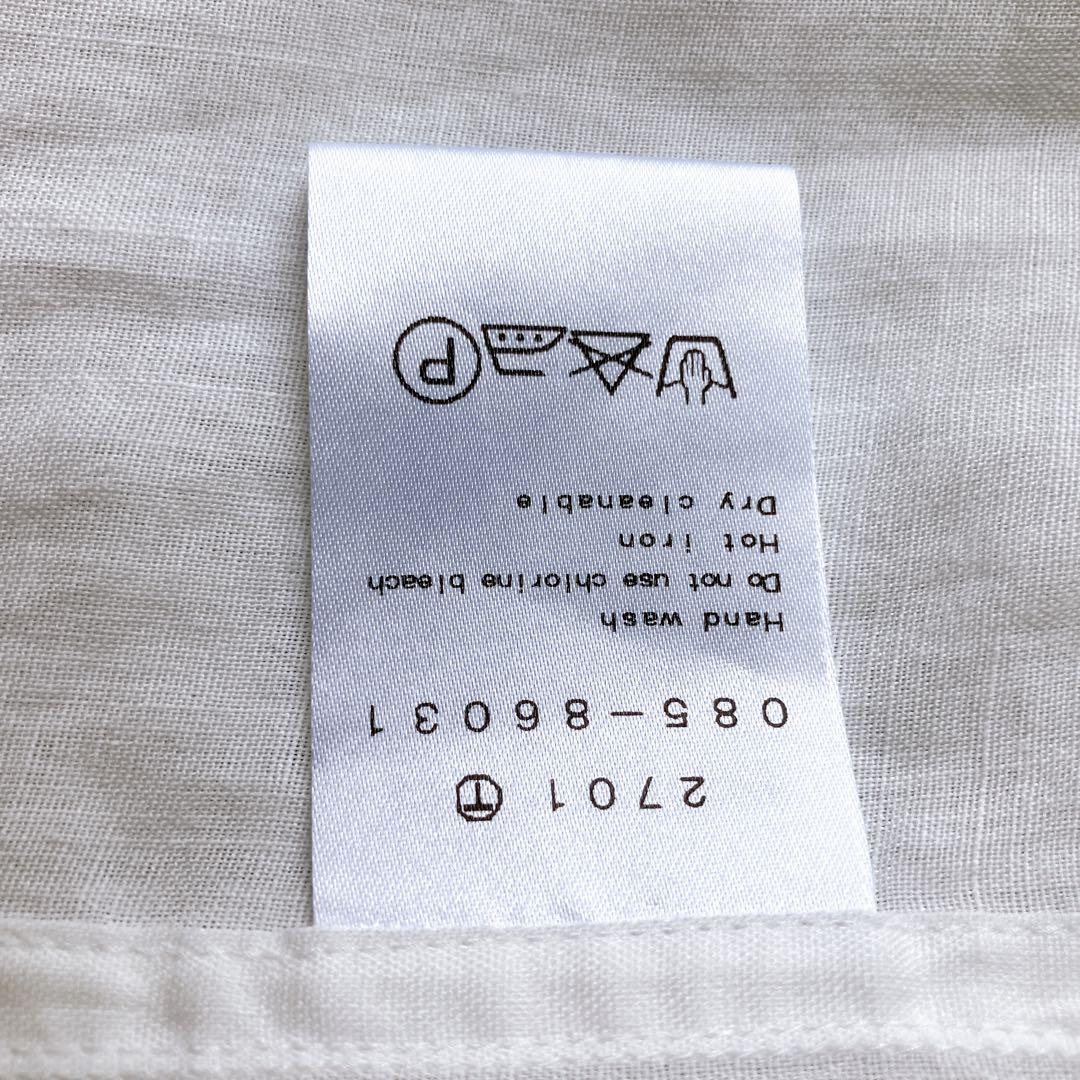 2701 Ⓣ
085-86031
Hand wash
Do not use chlorine bleach
Hot iron
Dry cleanable
P